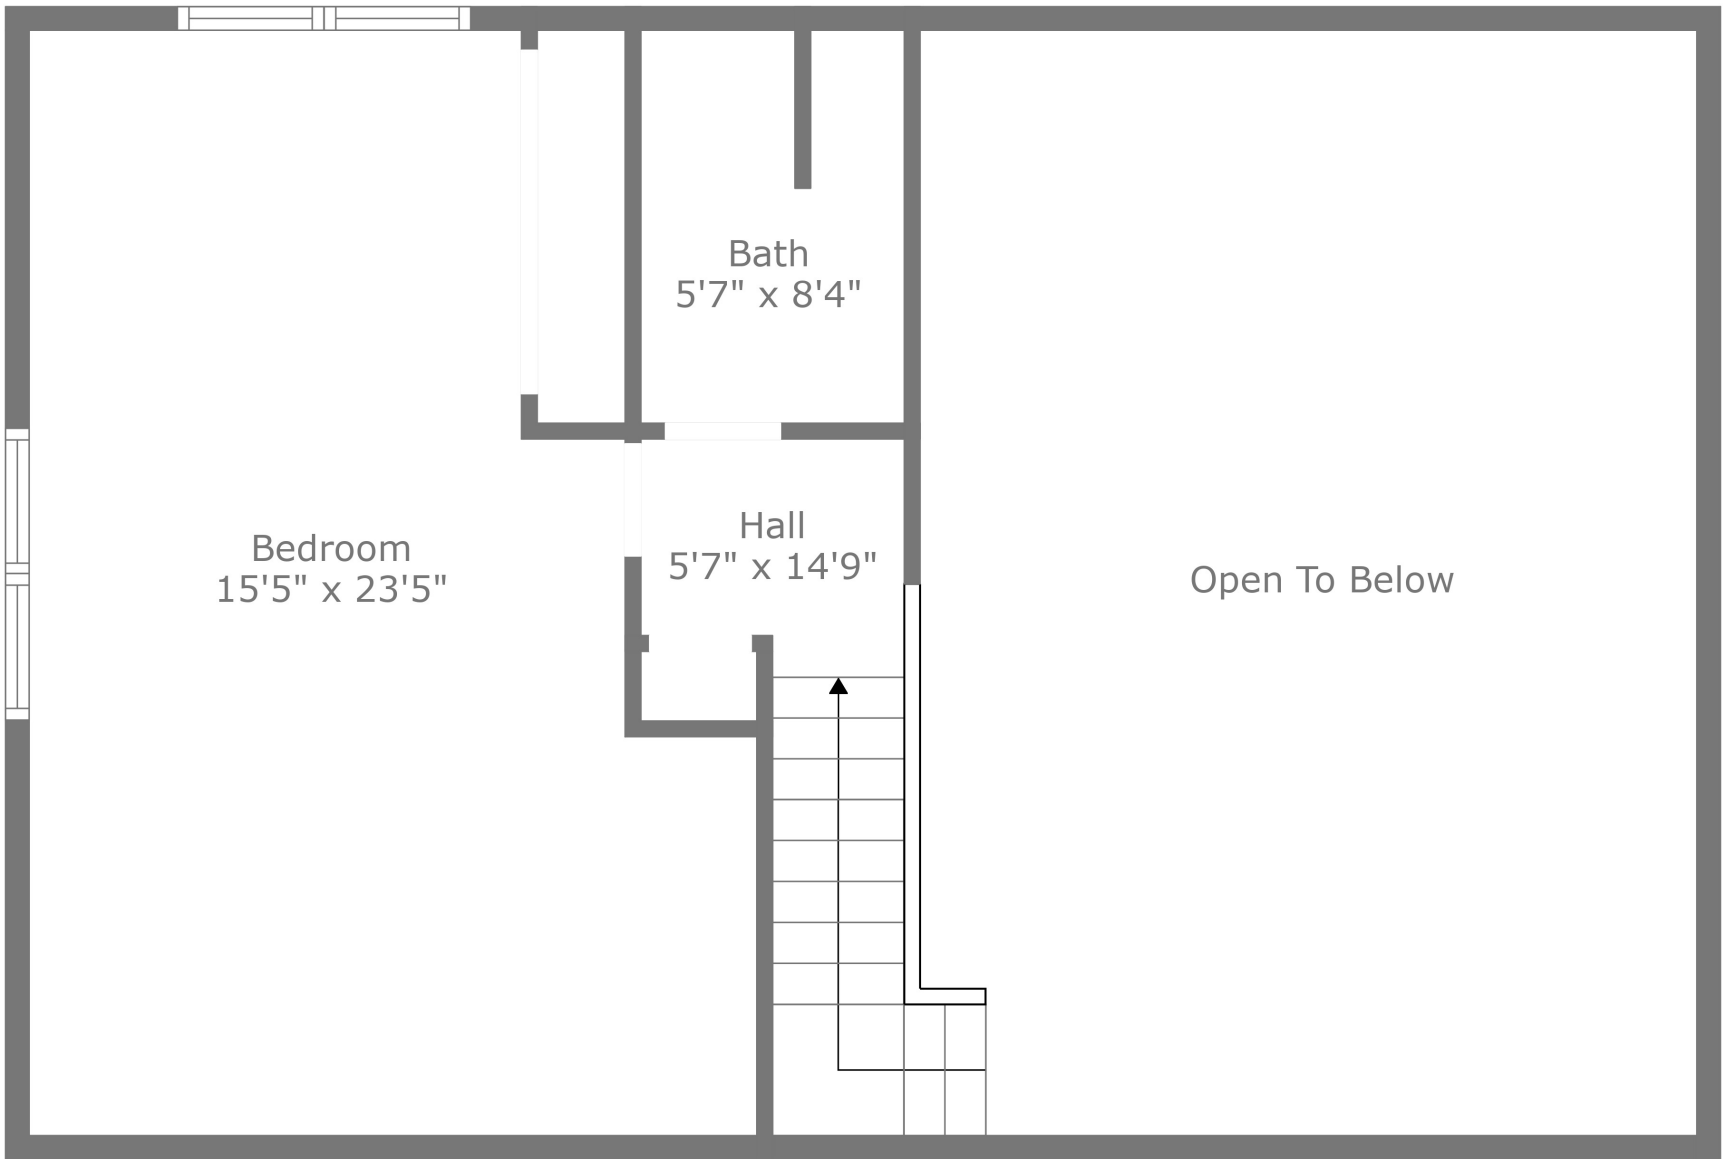 Bath
5'7" x 8'4"
Hall
5'7" x 14'9"
Bedroom
15'5" x 23'5"
Open To Below